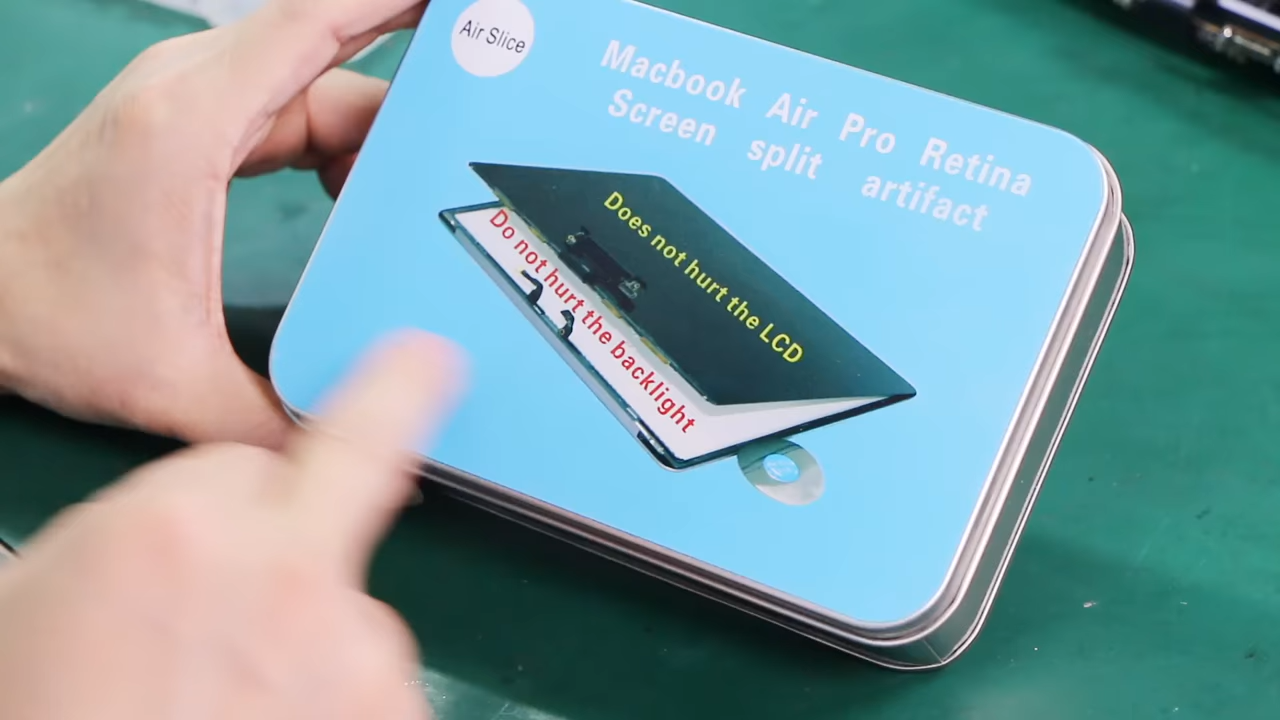 Air Slice
Macbook Air Pro Retina
Screen split artifact
Does not hurt the LCD
Do not hurt the backlight